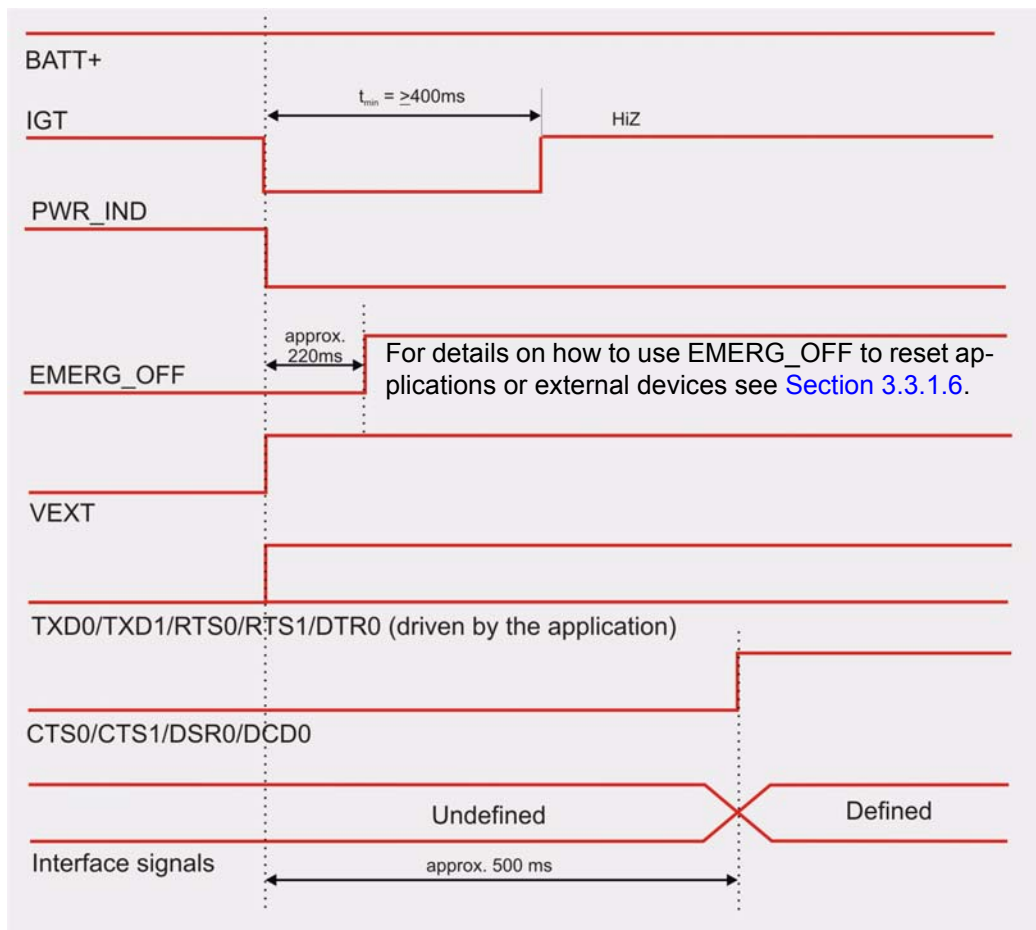 BATT+
t_min = ≥400ms
IGT
HiZ
PWR_IND
approx.
220ms
For details on how to use EMERG_OFF to reset ap-
EMERG_OFF
plications or external devices see Section 3.3.1.6.
VEXT
TXD0/TXD1/RTS0/RTS1/DTR0 (driven by the application)
CTS0/CTS1/DSR0/DCD0
Undefined
Defined
Interface signals
approx. 500 ms